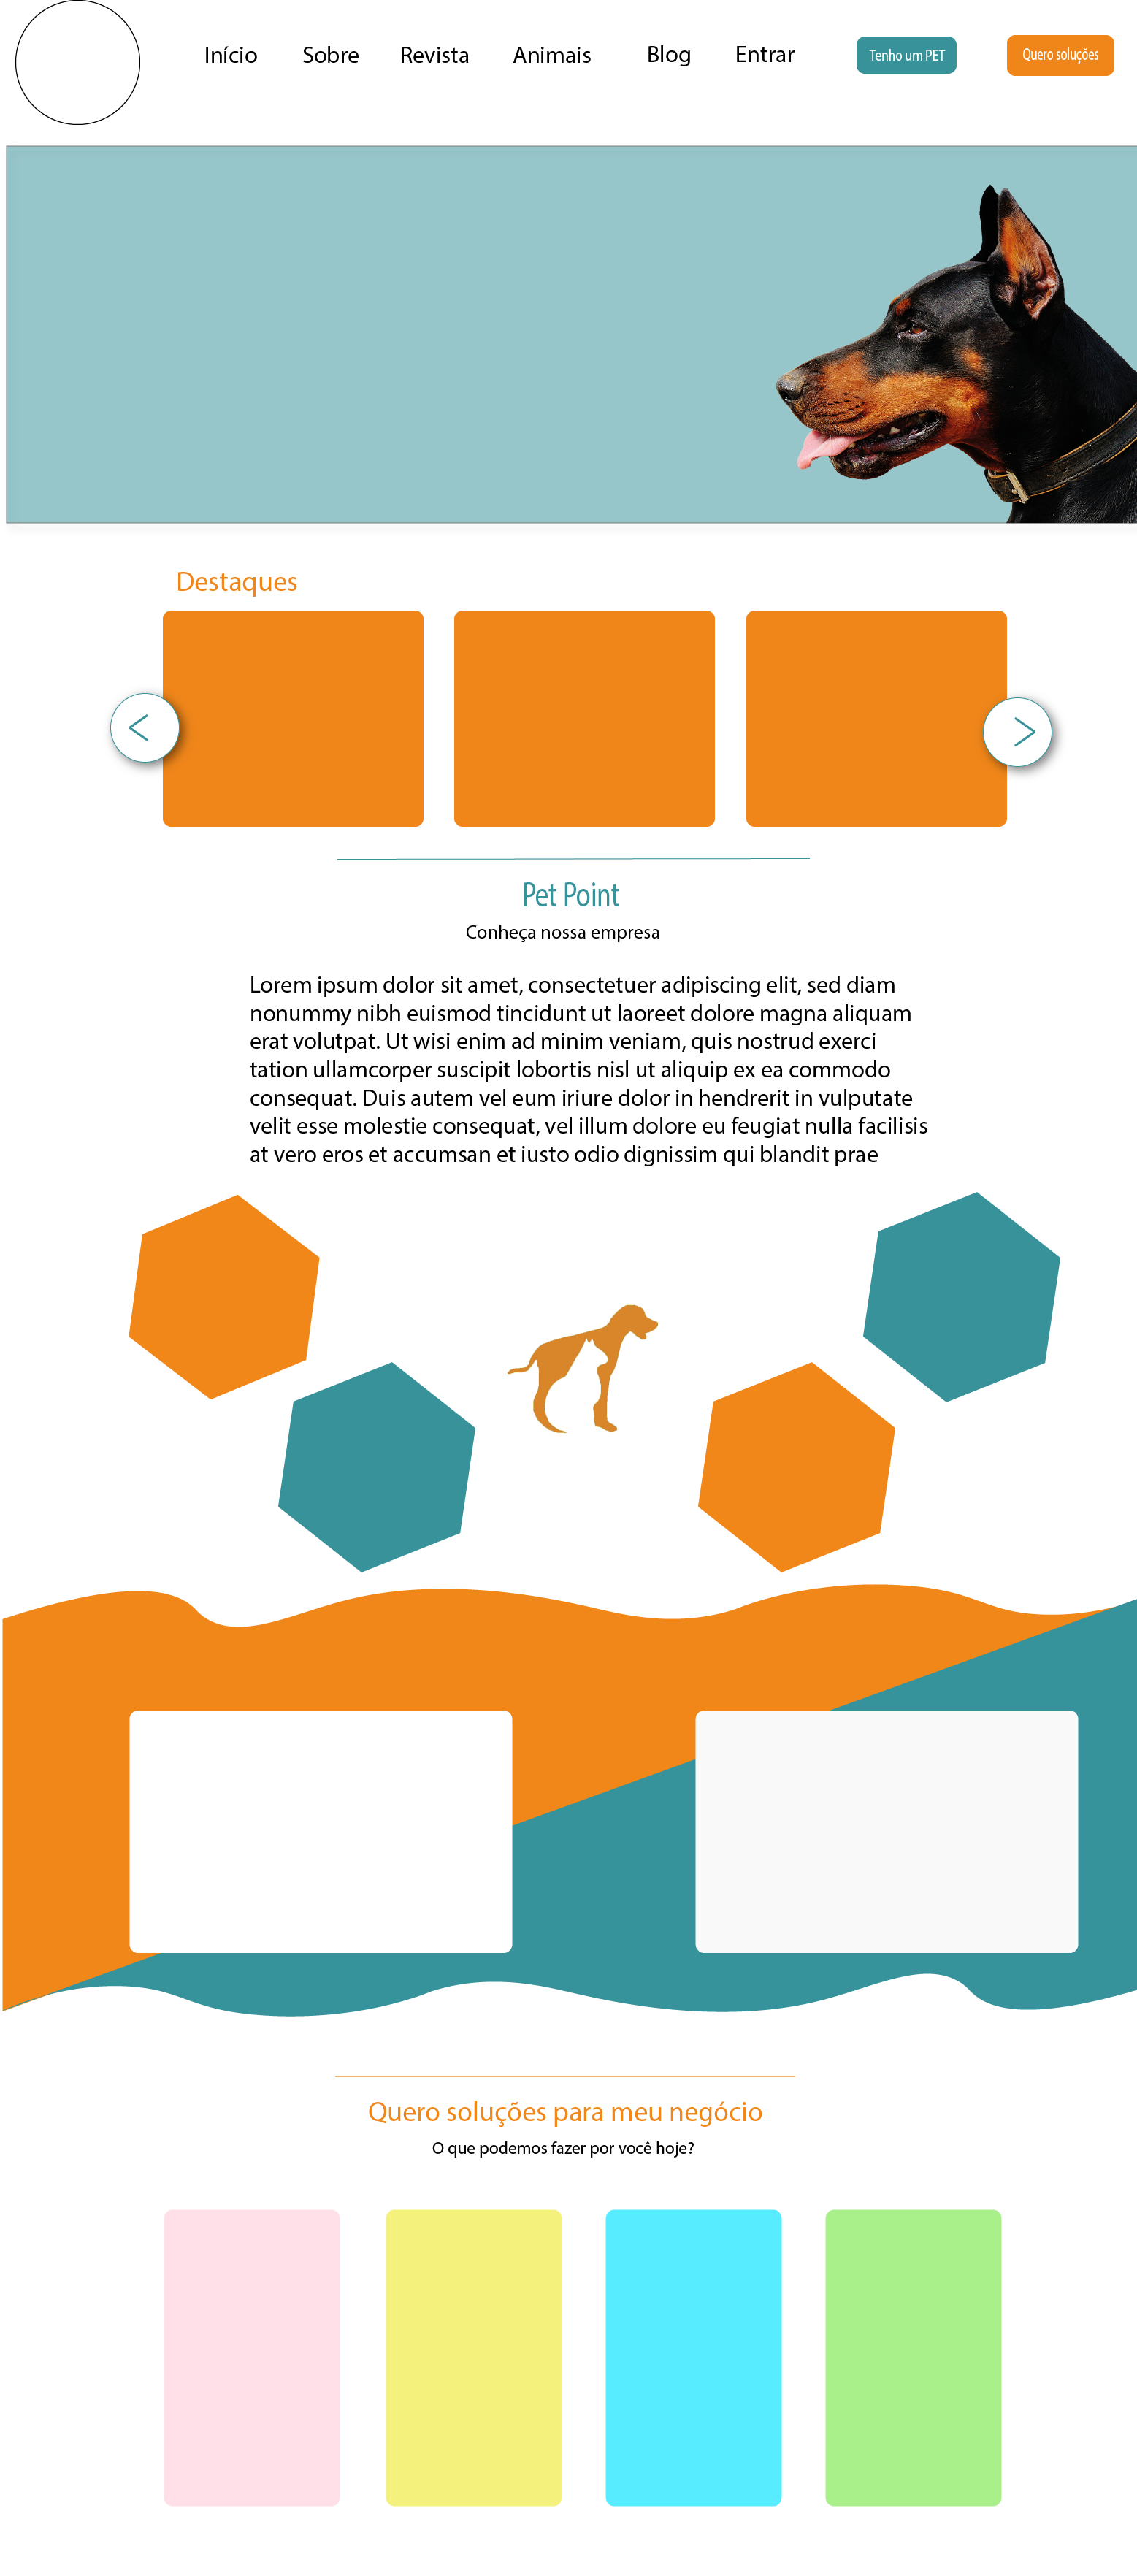 Início Sobre Revista Animais Blog Entrar Tenho um PET Quero soluções
Destaques
Pet Point
Conheça nossa empresa
Lorem ipsum dolor sit amet, consectetuer adipiscing elit, sed diam
nonummy nibh euismod tincidunt ut laoreet dolore magna aliquam
erat volutpat. Ut wisi enim ad minim veniam, quis nostrud exerci
tation ullamcorper suscipit lobortis nisl ut aliquip ex ea commodo
consequat. Duis autem vel eum iriure dolor in hendrerit in vulputate
velit esse molestie consequat, vel illum dolore eu feugiat nulla facilisis
at vero eros et accumsan et iusto odio dignissim qui blandit prae
Quero soluções para meu negócio
O que podemos fazer por você hoje?